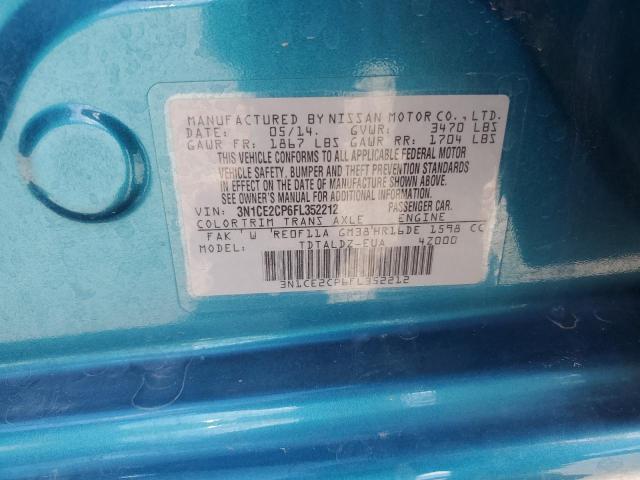 MANUFACTURED BY NISSAN MOTOR CO., LTD.
DATE: 05/14. GVWR: 3470 LBS
GAWR FR: 1867 LBS GAWR RR: 1704 LBS
THIS VEHICLE CONFORMS TO ALL APPLICABLE FEDERAL MOTOR
VEHICLE SAFETY, BUMPER AND THEFT PREVENTION STANDARDS
IN EFFECT ON THE DATE OF MANUFACTURE SHOWN ABOVE.
SEE OWNER'S MANUAL FOR ADDITIONAL INFORMATION.
VIN: 3N1CE2CP6FL352212 PASSENGER CAR.
COLOR TRIM TRANS AXLE ENGINE
FAK W RE0F11A GM38 HR16DE 1598 CC
MODEL: TDTALDZ-EUA 4Z000
3N1CE2CP6FL352212